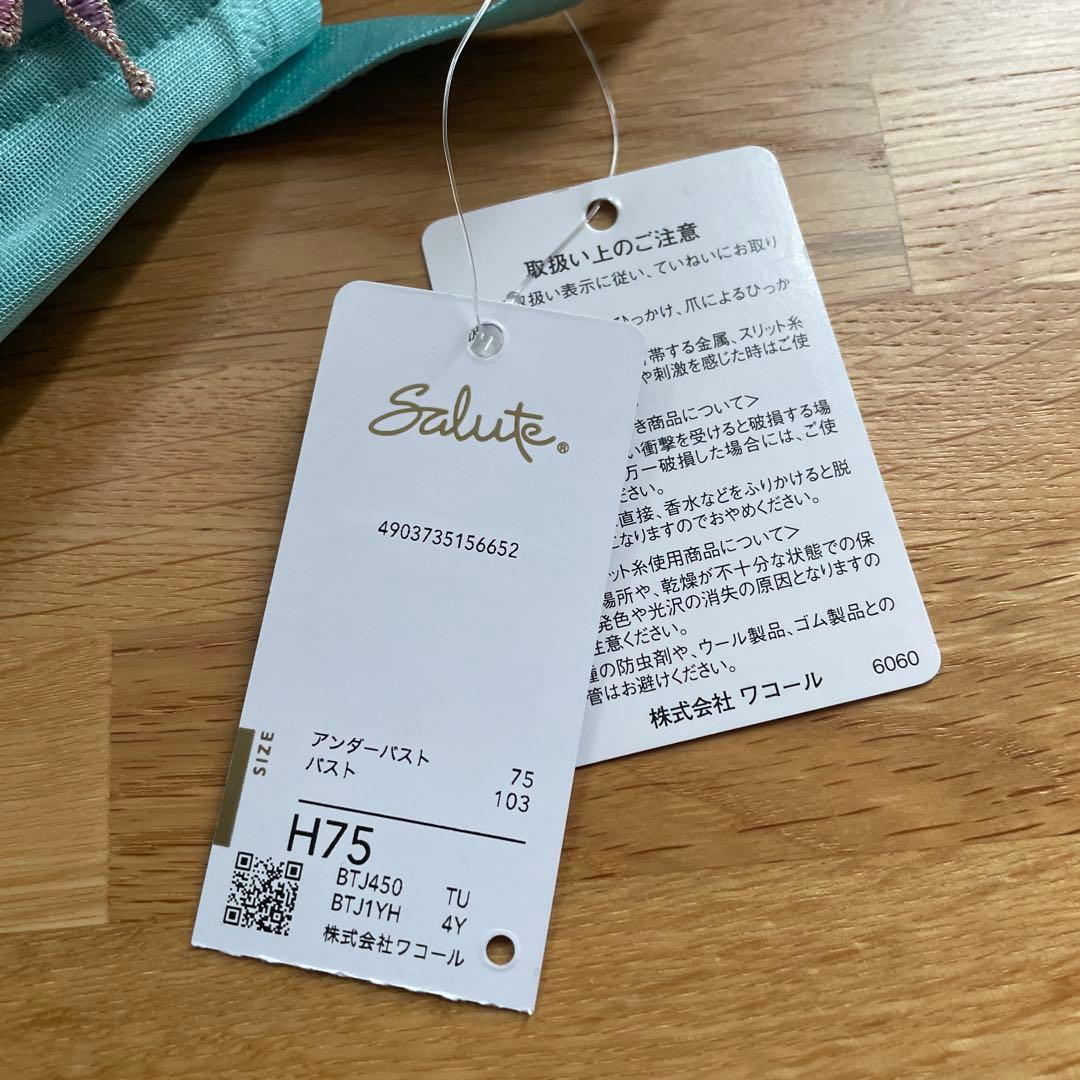 Salute®
4903735156652
SIZE
アンダーバスト 75
バスト 103
H75
BTJ450 TU
BTJ1YH 4Y
株式会社ワコール
取扱い上のご注意
扱い表示に従い、ていねいにお取り
ひっかけ、爪によるひっか
帯する金属、スリット糸
や刺激を感じた時はご使
き商品について>
い衝撃を受けると破損する場
万一破損した場合には、ご使
ださい。
直接、香水などをふりかけると脱
になりますのでおやめください。
ット糸使用商品について>
場所や、乾燥が不十分な状態での保
発色や光沢の消失の原因となりますの
注意ください。
種の防虫剤や、ウール製品、ゴム製品との
管はお避けください。
株式会社 ワコール 6060